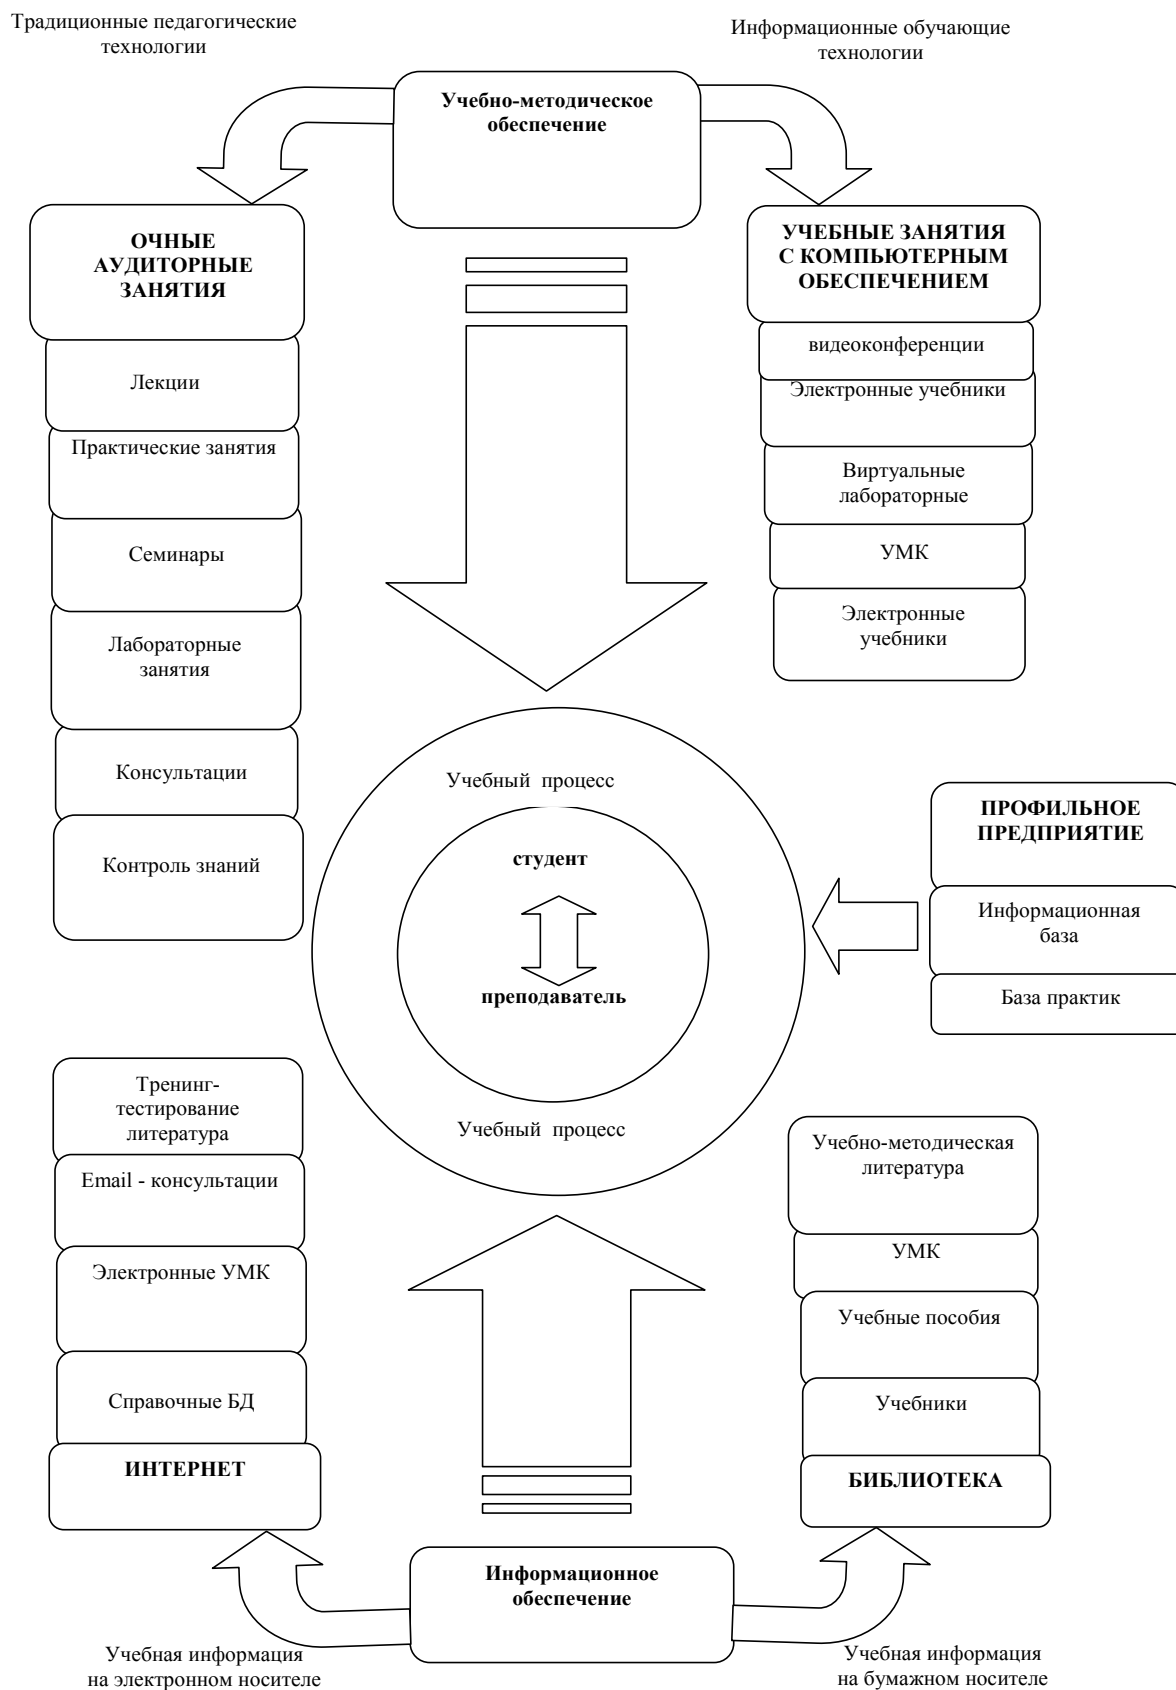 Традиционные педагогические
технологии
Информационные обучающие
технологии
Учебно-методическое
обеспечение
ОЧНЫЕ
АУДИТОРНЫЕ
ЗАНЯТИЯ
Лекции
Практические занятия
Семинары
Лабораторные
занятия
Консультации
Контроль знаний
УЧЕБНЫЕ ЗАНЯТИЯ
С КОМПЬЮТЕРНЫМ
ОБЕСПЕЧЕНИЕМ
видеоконференции
Электронные учебники
Виртуальные
лабораторные
УМК
Электронные
учебники
Учебный процесс
студент
преподаватель
Учебный процесс
ПРОФИЛЬНОЕ
ПРЕДПРИЯТИЕ
Информационная
база
База практик
Тренинг-
тестирование
литература
Email - консультации
Электронные УМК
Справочные БД
ИНТЕРНЕТ
Учебно-методическая
литература
УМК
Учебные пособия
Учебники
БИБЛИОТЕКА
Информационное
обеспечение
Учебная информация
на электронном носителе
Учебная информация
на бумажном носителе